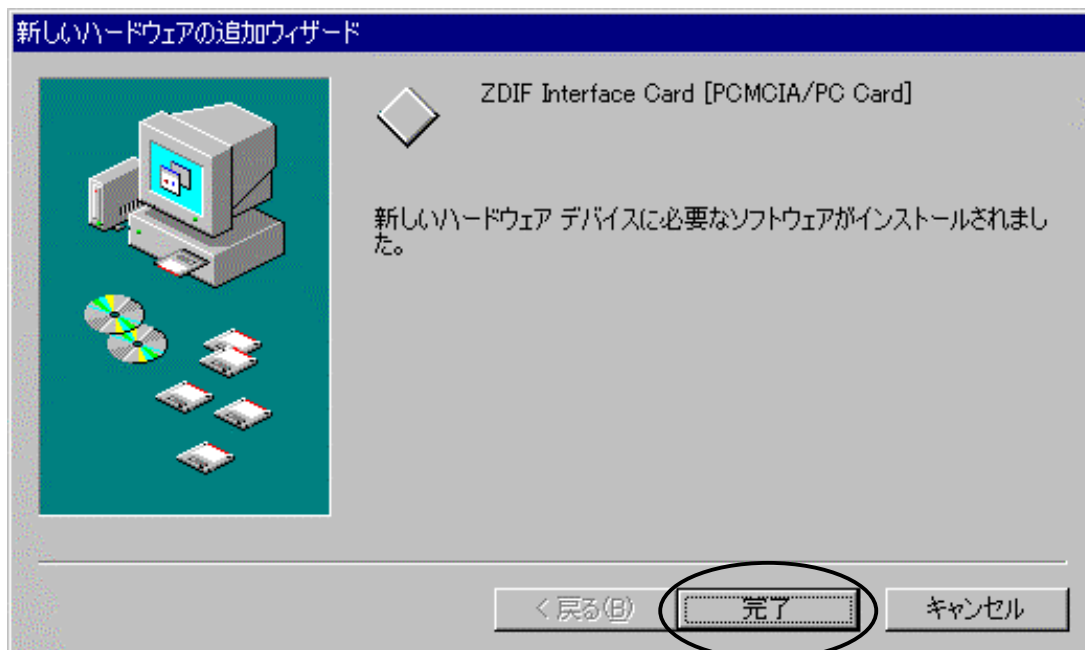 新しいハードウェアの追加ウィザード
ZDIF Interface Card [PCMCIA/PC Card]
新しいハードウェア デバイスに必要なソフトウェアがインストールされまし
た。
< 戻る(B)
完了
キャンセル